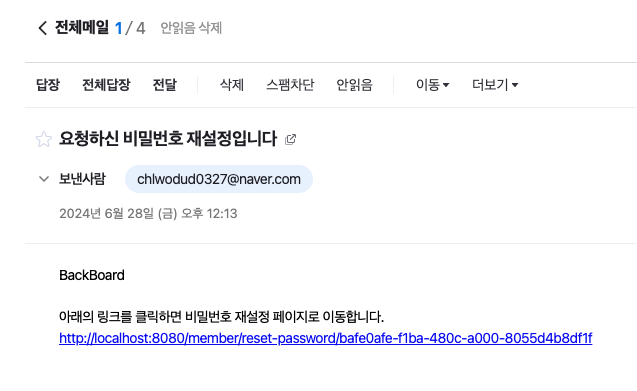 전체메일 1 / 4 안읽음 삭제
답장 전체답장 전달 삭제 스팸차단 안읽음 이동 더보기
요청하신 비밀번호 재설정입니다
보낸사람 chlwodud0327@naver.com
2024년 6월 28일 (금) 오후 12:13
BackBoard
아래의 링크를 클릭하면 비밀번호 재설정 페이지로 이동합니다.
http://localhost:8080/member/reset-password/bafe0afe-f1ba-480c-a000-8055d4b8df1f